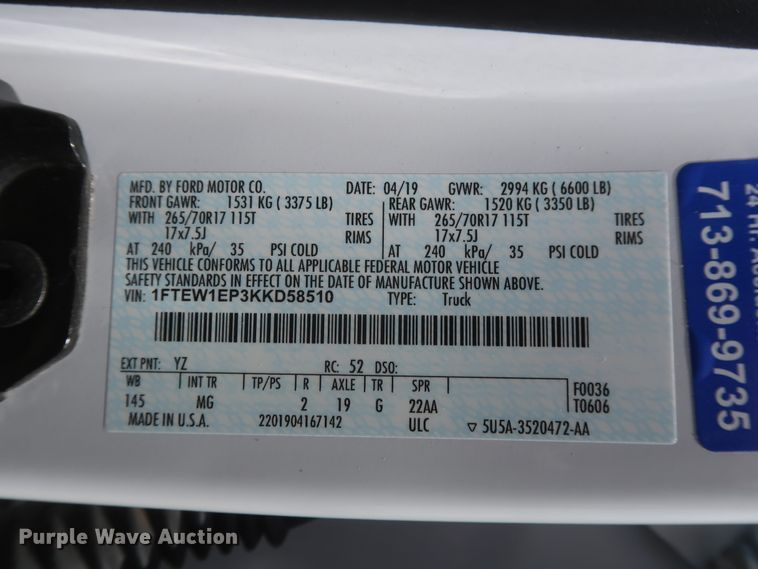 MFD. BY FORD MOTOR CO. DATE: 04/19 GVWR: 2994 KG ( 6600 LB)
FRONT GAWR: 1531 KG ( 3375 LB) REAR GAWR: 1520 KG ( 3350 LB)
WITH 265/70R17 115T TIRES WITH 265/70R17 115T TIRES
17x7.5J RIMS 17x7.5J RIMS
AT 240 kPa/ 35 PSI COLD AT 240 kPa/ 35 PSI COLD
THIS VEHICLE CONFORMS TO ALL APPLICABLE FEDERAL MOTOR VEHICLE
SAFETY STANDARDS IN EFFECT ON THE DATE OF MANUFACTURE SHOWN ABOVE.
VIN: 1FTEW1EP3KKD58510 TYPE: Truck
EXT PNT: YZ RC: 52 DSO:
WB INT TR TP/PS R AXLE TR SPR F0036
145 MG 2 19 G 22AA T0606
MADE IN U.S.A. 2201904167142 ULC ▽ 5U5A-3520472-AA
24 Hr.
713-869-9735
Purple Wave Auction